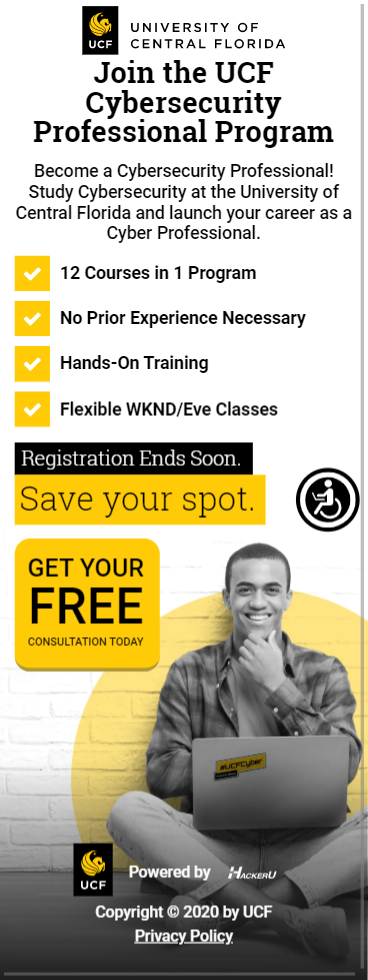 UCF
UNIVERSITY OF
CENTRAL FLORIDA
Join the UCF
Cybersecurity
Professional Program
Become a Cybersecurity Professional!
Study Cybersecurity at the University of
Central Florida and launch your career as a
Cyber Professional.
12 Courses in 1 Program
No Prior Experience Necessary
Hands-On Training
Flexible WKND/Eve Classes
Registration Ends Soon.
Save your spot.
GET YOUR
FREE
CONSULTATION TODAY
#UCFCyber
UCF
Powered by HACKERU
Copyright © 2020 by UCF
Privacy Policy